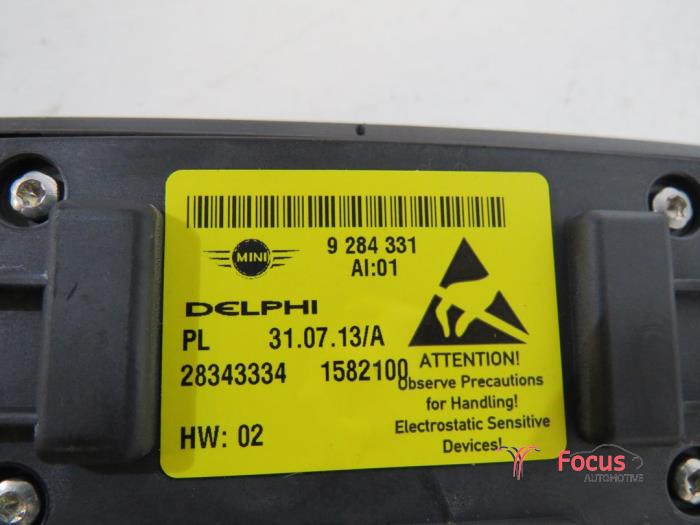 MINI
9 284 331
AI:01
DELPHI
PL 31.07.13/A
28343334 1582100
HW: 02
ATTENTION!
Observe Precautions
for Handling!
Electrostatic Sensitive
Devices!
Focus
AUTOMOTIVE